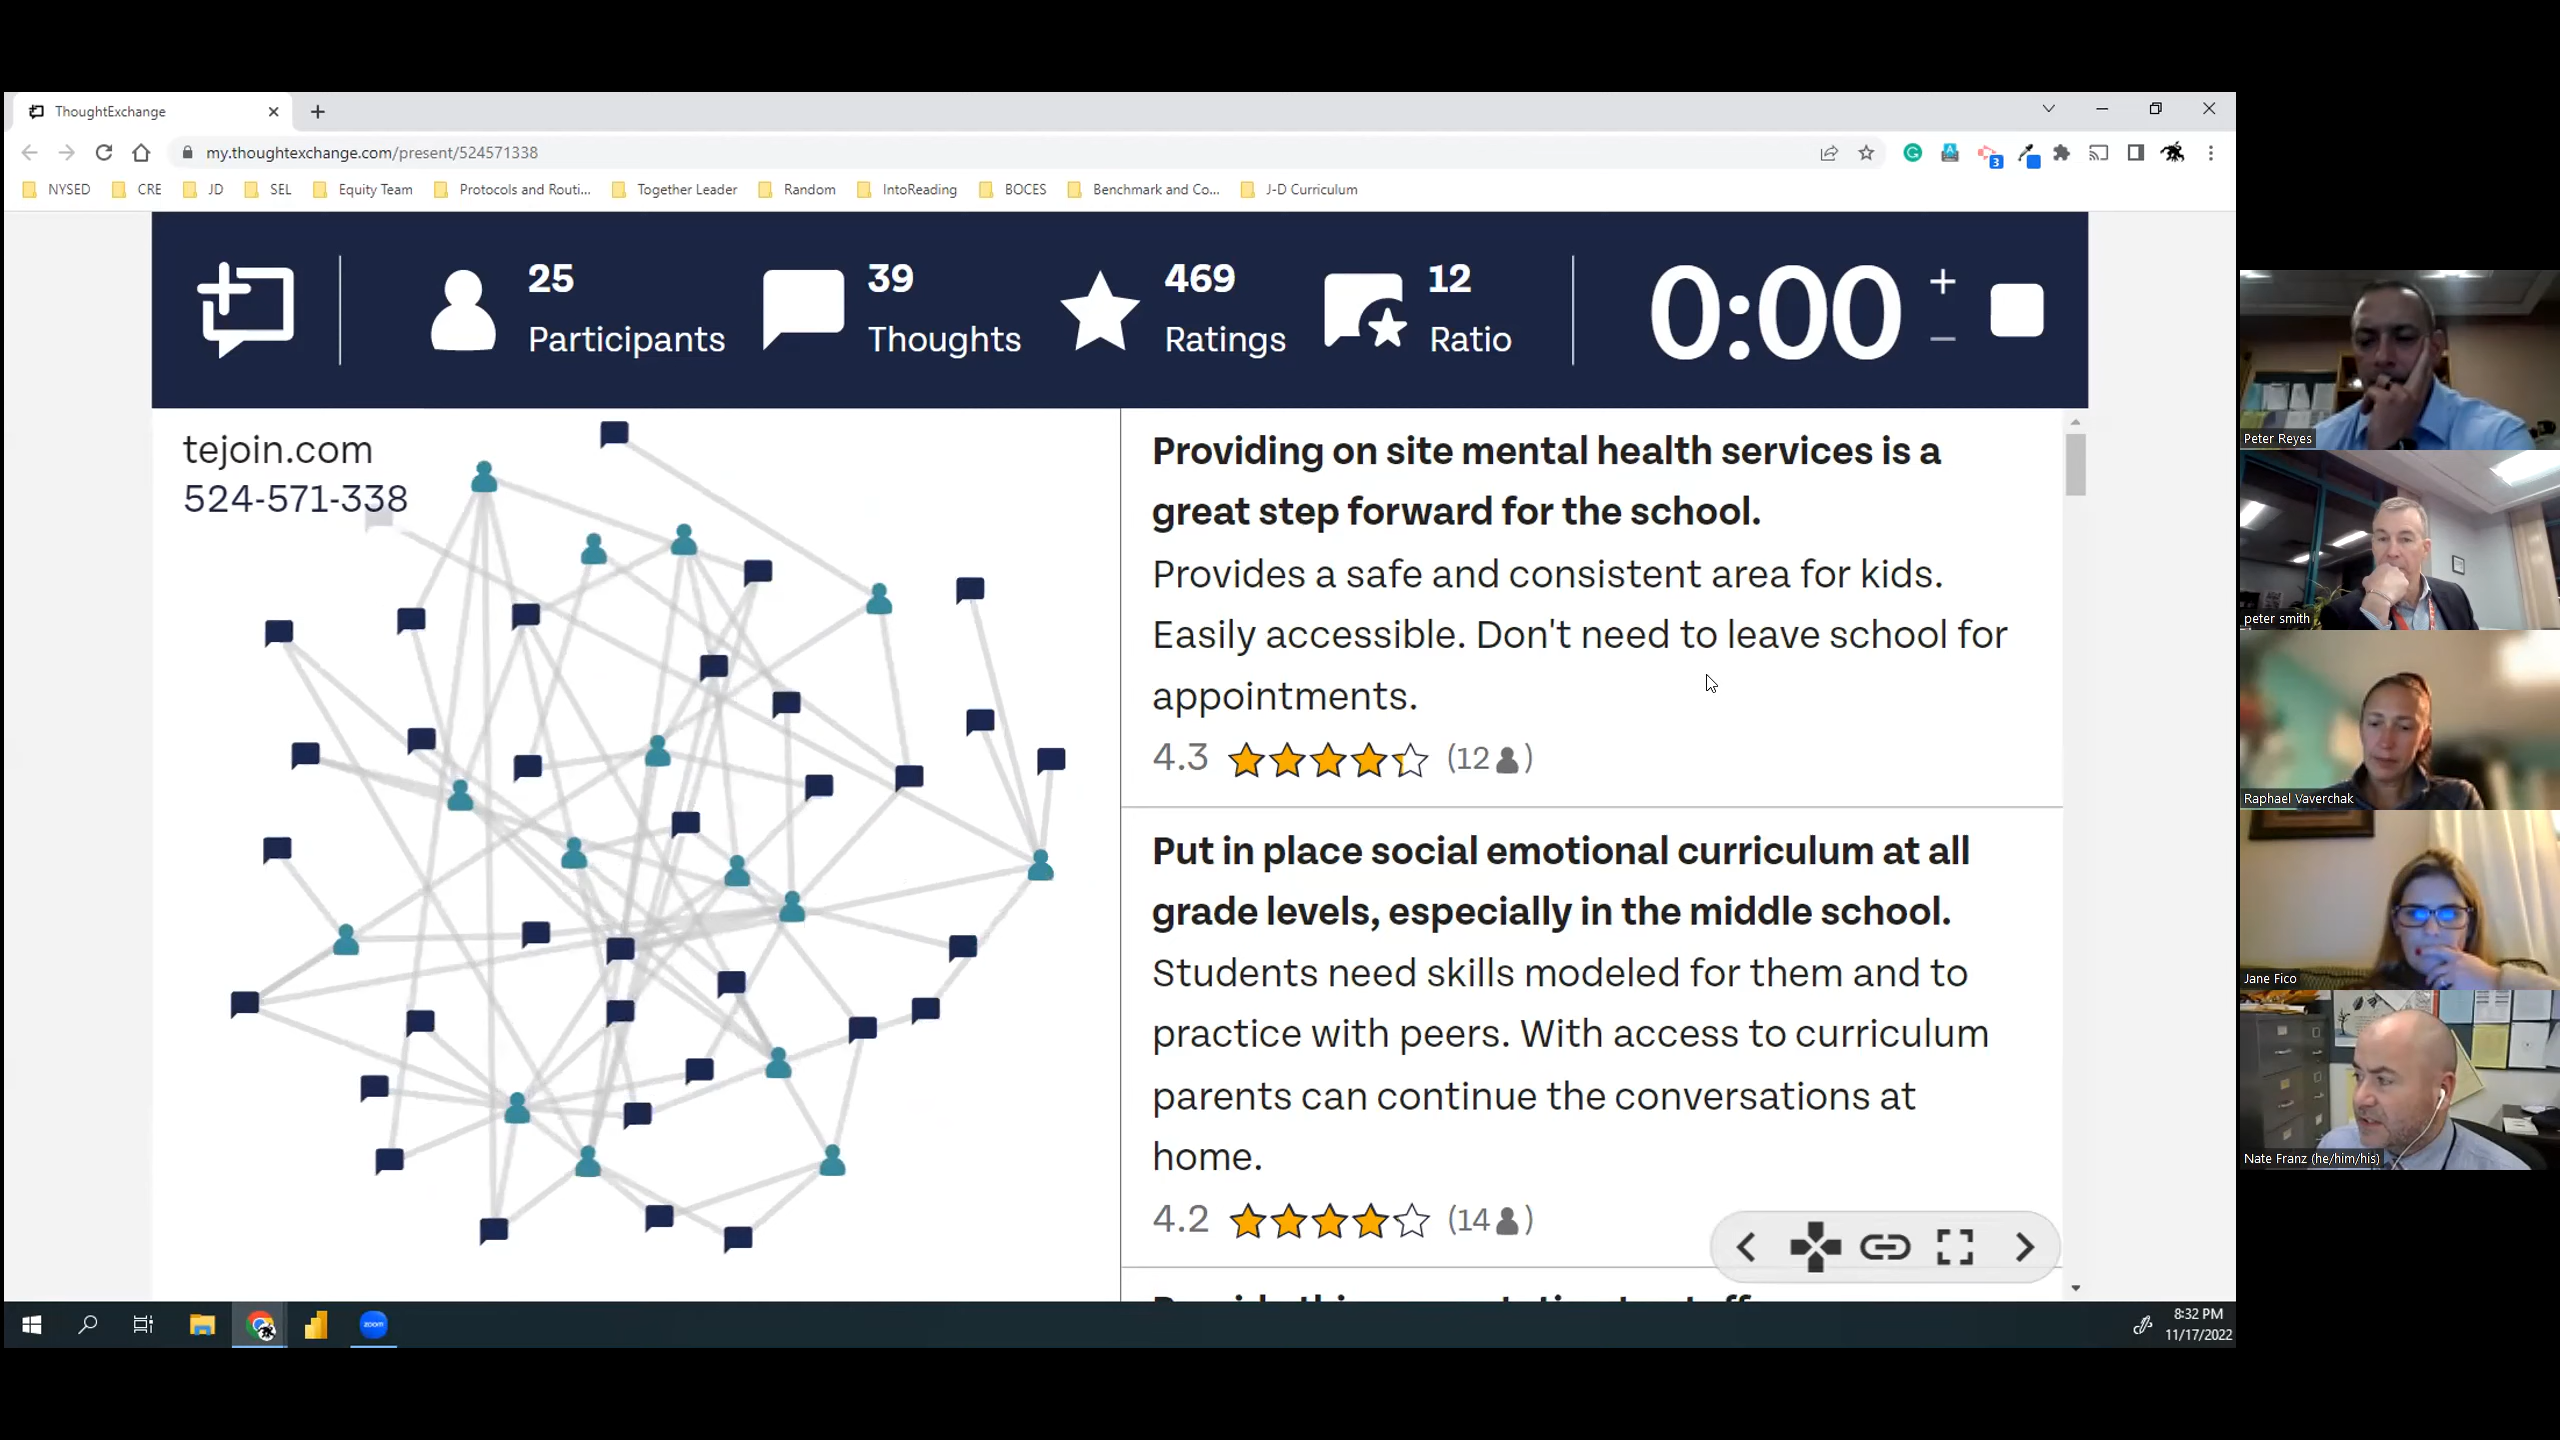 ThoughtExchange
my.thoughtexchange.com/present/524571338
3
NYSED CRE JD SEL Equity Team Protocols and Routi... Together Leader Random IntoReading BOCES Benchmark and Co... J-D Curriculum
25 Participants
39 Thoughts
469 Ratings
12 Ratio
0:00 + −
tejoin.com
524-571-338
Providing on site mental health services is a
great step forward for the school.
Provides a safe and consistent area for kids.
Easily accessible. Don't need to leave school for
appointments.
4.3 (12)
Put in place social emotional curriculum at all
grade levels, especially in the middle school.
Students need skills modeled for them and to
practice with peers. With access to curriculum
parents can continue the conversations at
home.
4.2 (14)
Peter Reyes
peter smith
Raphael Vaverchak
Jane Fico
Nate Franz (he/him/his)
zoom
8:32 PM
11/17/2022